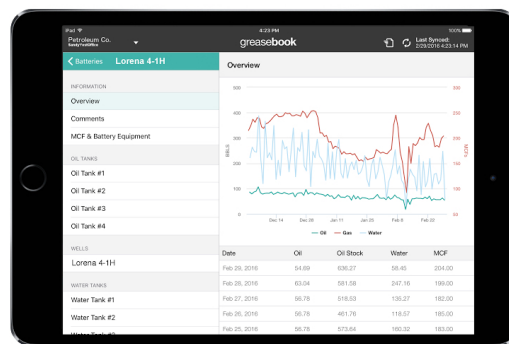 iPad
4:23 PM
100%
Petroleum Co.
SandyYostOffice
greasebook
Last Synced:
2/29/2016 4:23:14 PM
Batteries
Lorena 4-1H
INFORMATION
Overview
Comments
MCF & Battery Equipment
OIL TANKS
Oil Tank #1
Oil Tank #2
Oil Tank #3
Oil Tank #4
WELLS
Lorena 4-1H
WATER TANKS
Water Tank #1
Water Tank #2
Overview
500
400
300
200
100
0
BBLS
300
250
200
150
100
50
MCFs
Dec 14
Dec 28
Jan 11
Jan 25
Feb 8
Feb 22
Oil Gas Water
Date Oil Oil Stock Water MCF
Feb 29, 2016 54.69 636.27 58.45 204.00
Feb 28, 2016 63.04 581.58 247.16 199.00
Feb 27, 2016 56.78 518.53 135.27 182.00
Feb 26, 2016 56.78 461.76 118.57 185.00
Feb 25, 2016 56.78 573.64 160.32 183.00